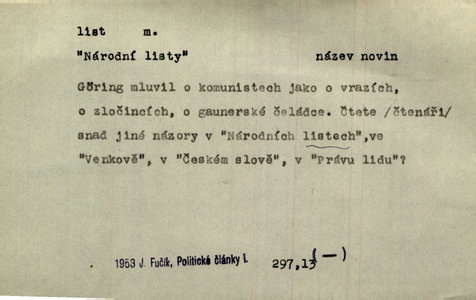 list m.
"Národní listy" název novin
Göring mluvil o komunistech jako o vrazích,
o zločincích, o gaunerské čeládce. Čtete /čtenáři/
snad jiné názory v "Národních listech",ve
"Venkově", v "Českém slově", v "Právu lidu"?
1953 J. Fučík, Politické články I. 297,13 (—)